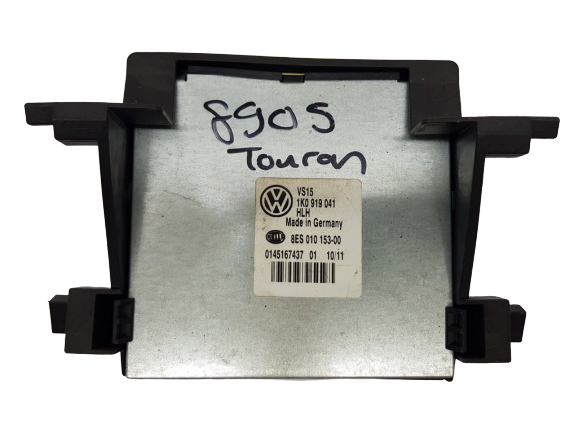 8905
Touran
VS15
1K0 919 041
HLH
Made in Germany
8ES 010 153-00
0145167437 01 10/11